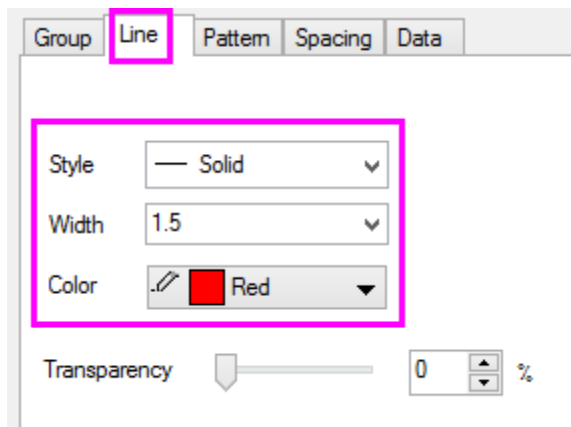 Group Line Pattern Spacing Data
Style — Solid
Width 1.5
Color Red
Transparency 0 %